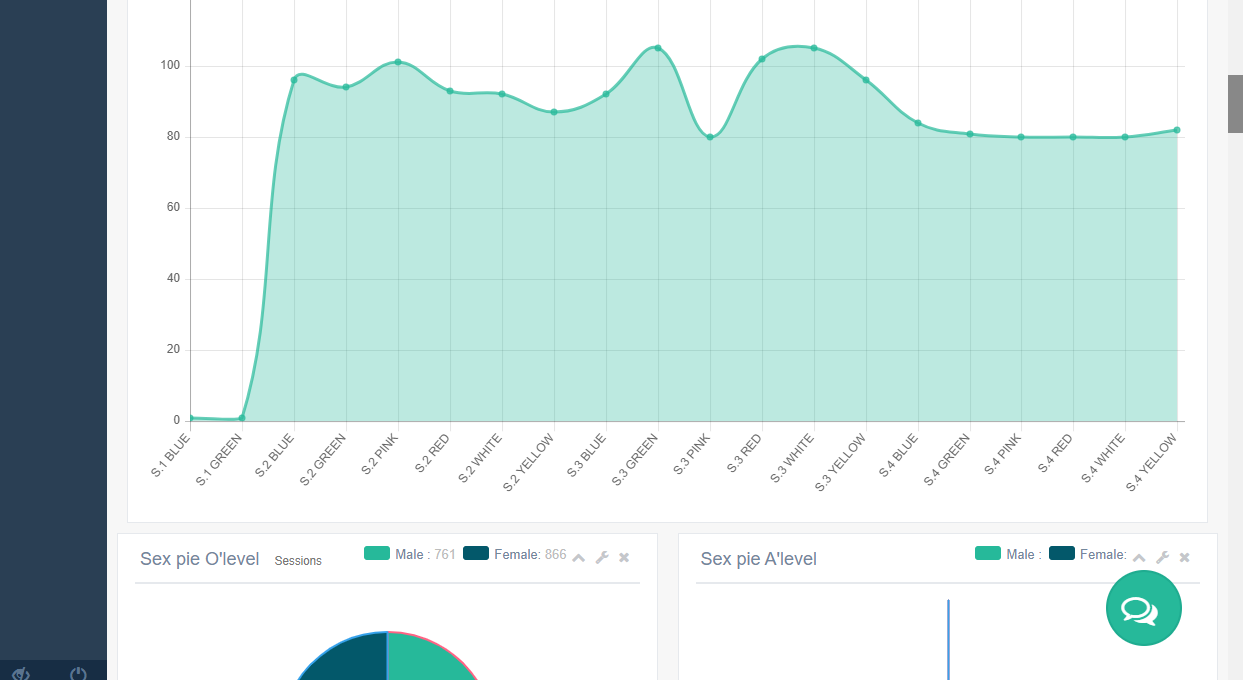 100
80
60
40
20
0
S.1 BLUE
S.1 GREEN
S.2 BLUE
S.2 GREEN
S.2 PINK
S.2 RED
S.2 WHITE
S.2 YELLOW
S.3 BLUE
S.3 GREEN
S.3 PINK
S.3 RED
S.3 WHITE
S.3 YELLOW
S.4 BLUE
S.4 GREEN
S.4 PINK
S.4 RED
S.4 WHITE
S.4 YELLOW
Sex pie O'level Sessions Male : 761 Female: 866
Sex pie A'level Male : Female: